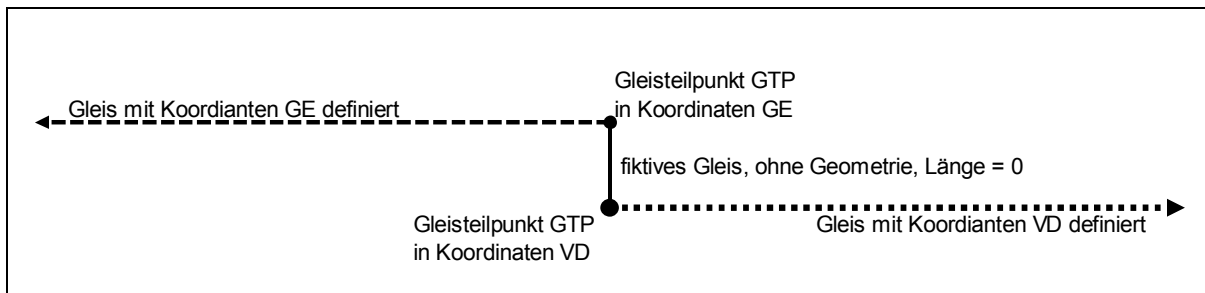 Gleisteilpunkt GTP
in Koordinaten GE
Gleis mit Koordianten GE definiert
fiktives Gleis, ohne Geometrie, Länge = 0
Gleisteilpunkt GTP
in Koordinaten VD
Gleis mit Koordianten VD definiert